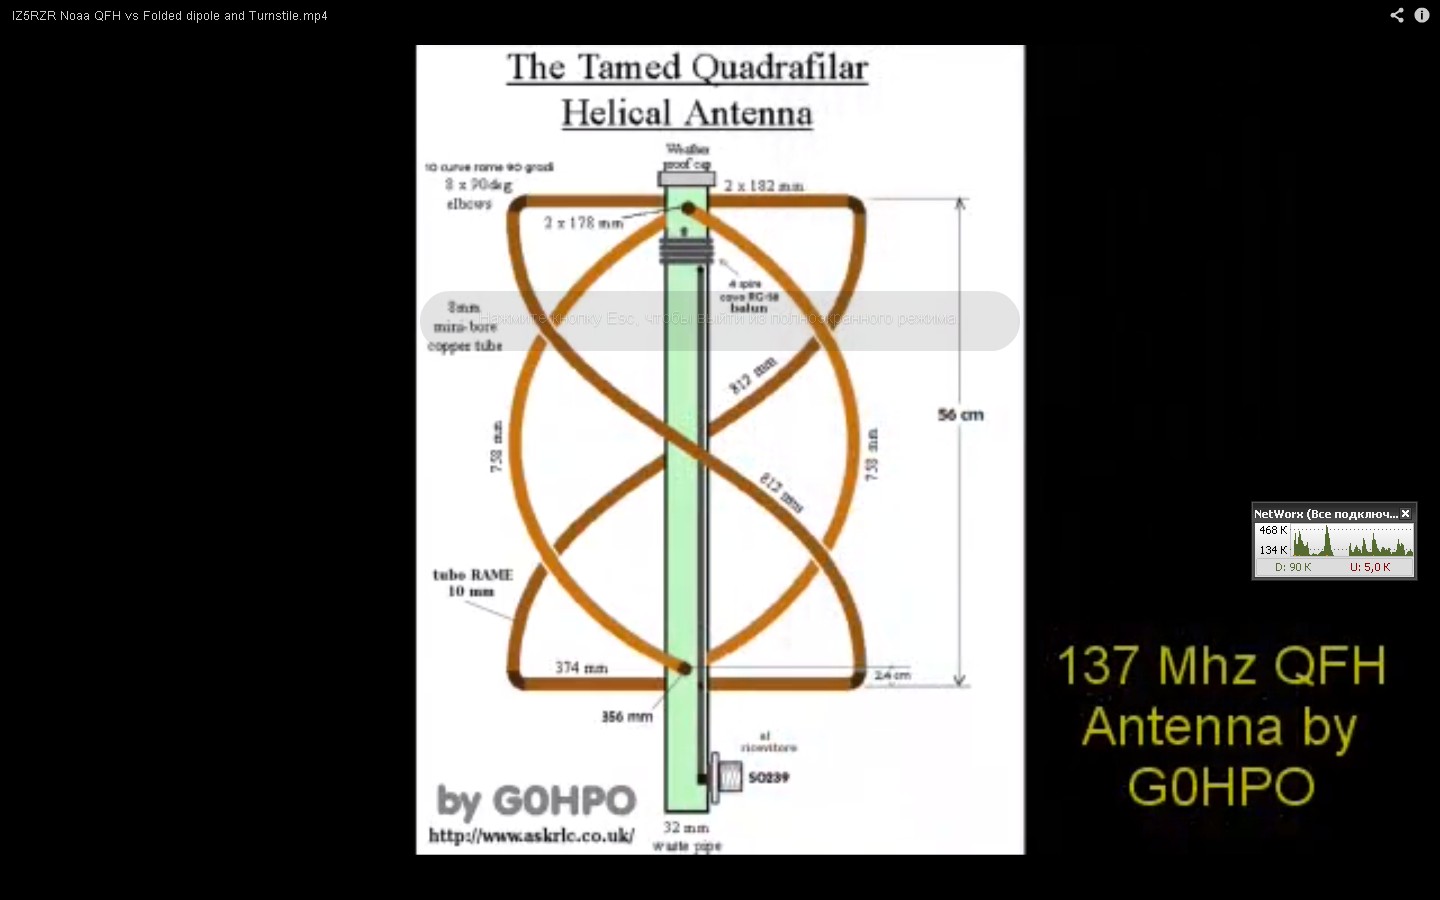 IZ5RZR Noaa QFH vs Folded dipole and Turnstile.mp4
The Tamed Quadrafilar
Helical Antenna
Weather
proof cap
10 curve rame 90 gradi
8 x 90deg
elbows
2 x 182 mm
2 x 178 mm
4 spire
cavo RG-58
balun
8mm
mira-bore
copper tube
Нажмите кнопку Esc, чтобы выйти из полноэкранного режима.
812 mm
56 cm
758 mm
758 mm
812 mm
NetWorx (Все подключ...
468 K
134 K
D: 90 K
U: 5,0 K
tubo RAME
10 mm
374 mm
2.4 cm
356 mm
al
ricevitore
SO239
by G0HPO
http://www.askrlc.co.uk/
32 mm
waste pipe
137 Mhz QFH
Antenna by
G0HPO